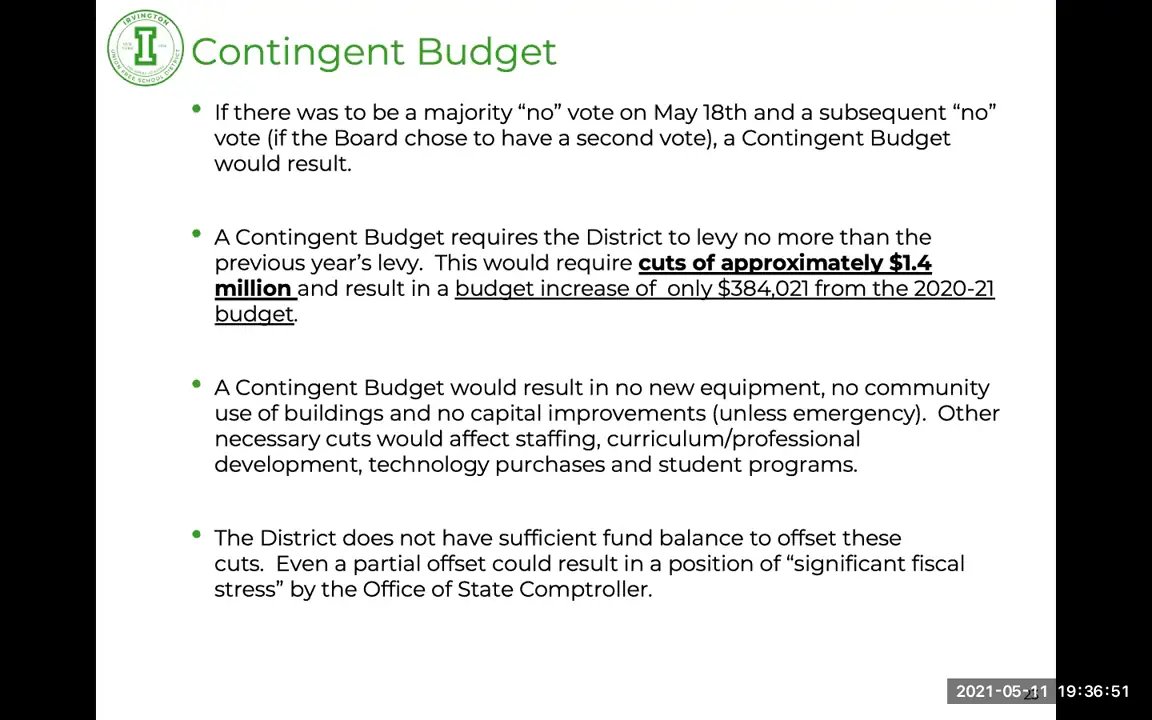 IRVINGTON
UNION FREE SCHOOL DISTRICT
Contingent Budget
• If there was to be a majority “no” vote on May 18th and a subsequent “no”
vote (if the Board chose to have a second vote), a Contingent Budget
would result.
• A Contingent Budget requires the District to levy no more than the
previous year’s levy.  This would require cuts of approximately $1.4
million and result in a budget increase of  only $384,021 from the 2020-21
budget.
• A Contingent Budget would result in no new equipment, no community
use of buildings and no capital improvements (unless emergency).  Other
necessary cuts would affect staffing, curriculum/professional
development, technology purchases and student programs.
• The District does not have sufficient fund balance to offset these
cuts.  Even a partial offset could result in a position of “significant fiscal
stress” by the Office of State Comptroller.
2021-05-11 19:36:51